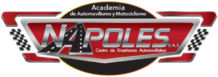 Academia
de Automovilismo y Motociclismo
NAPOLES S.A.S
Centro de Enseñanza Automovilística